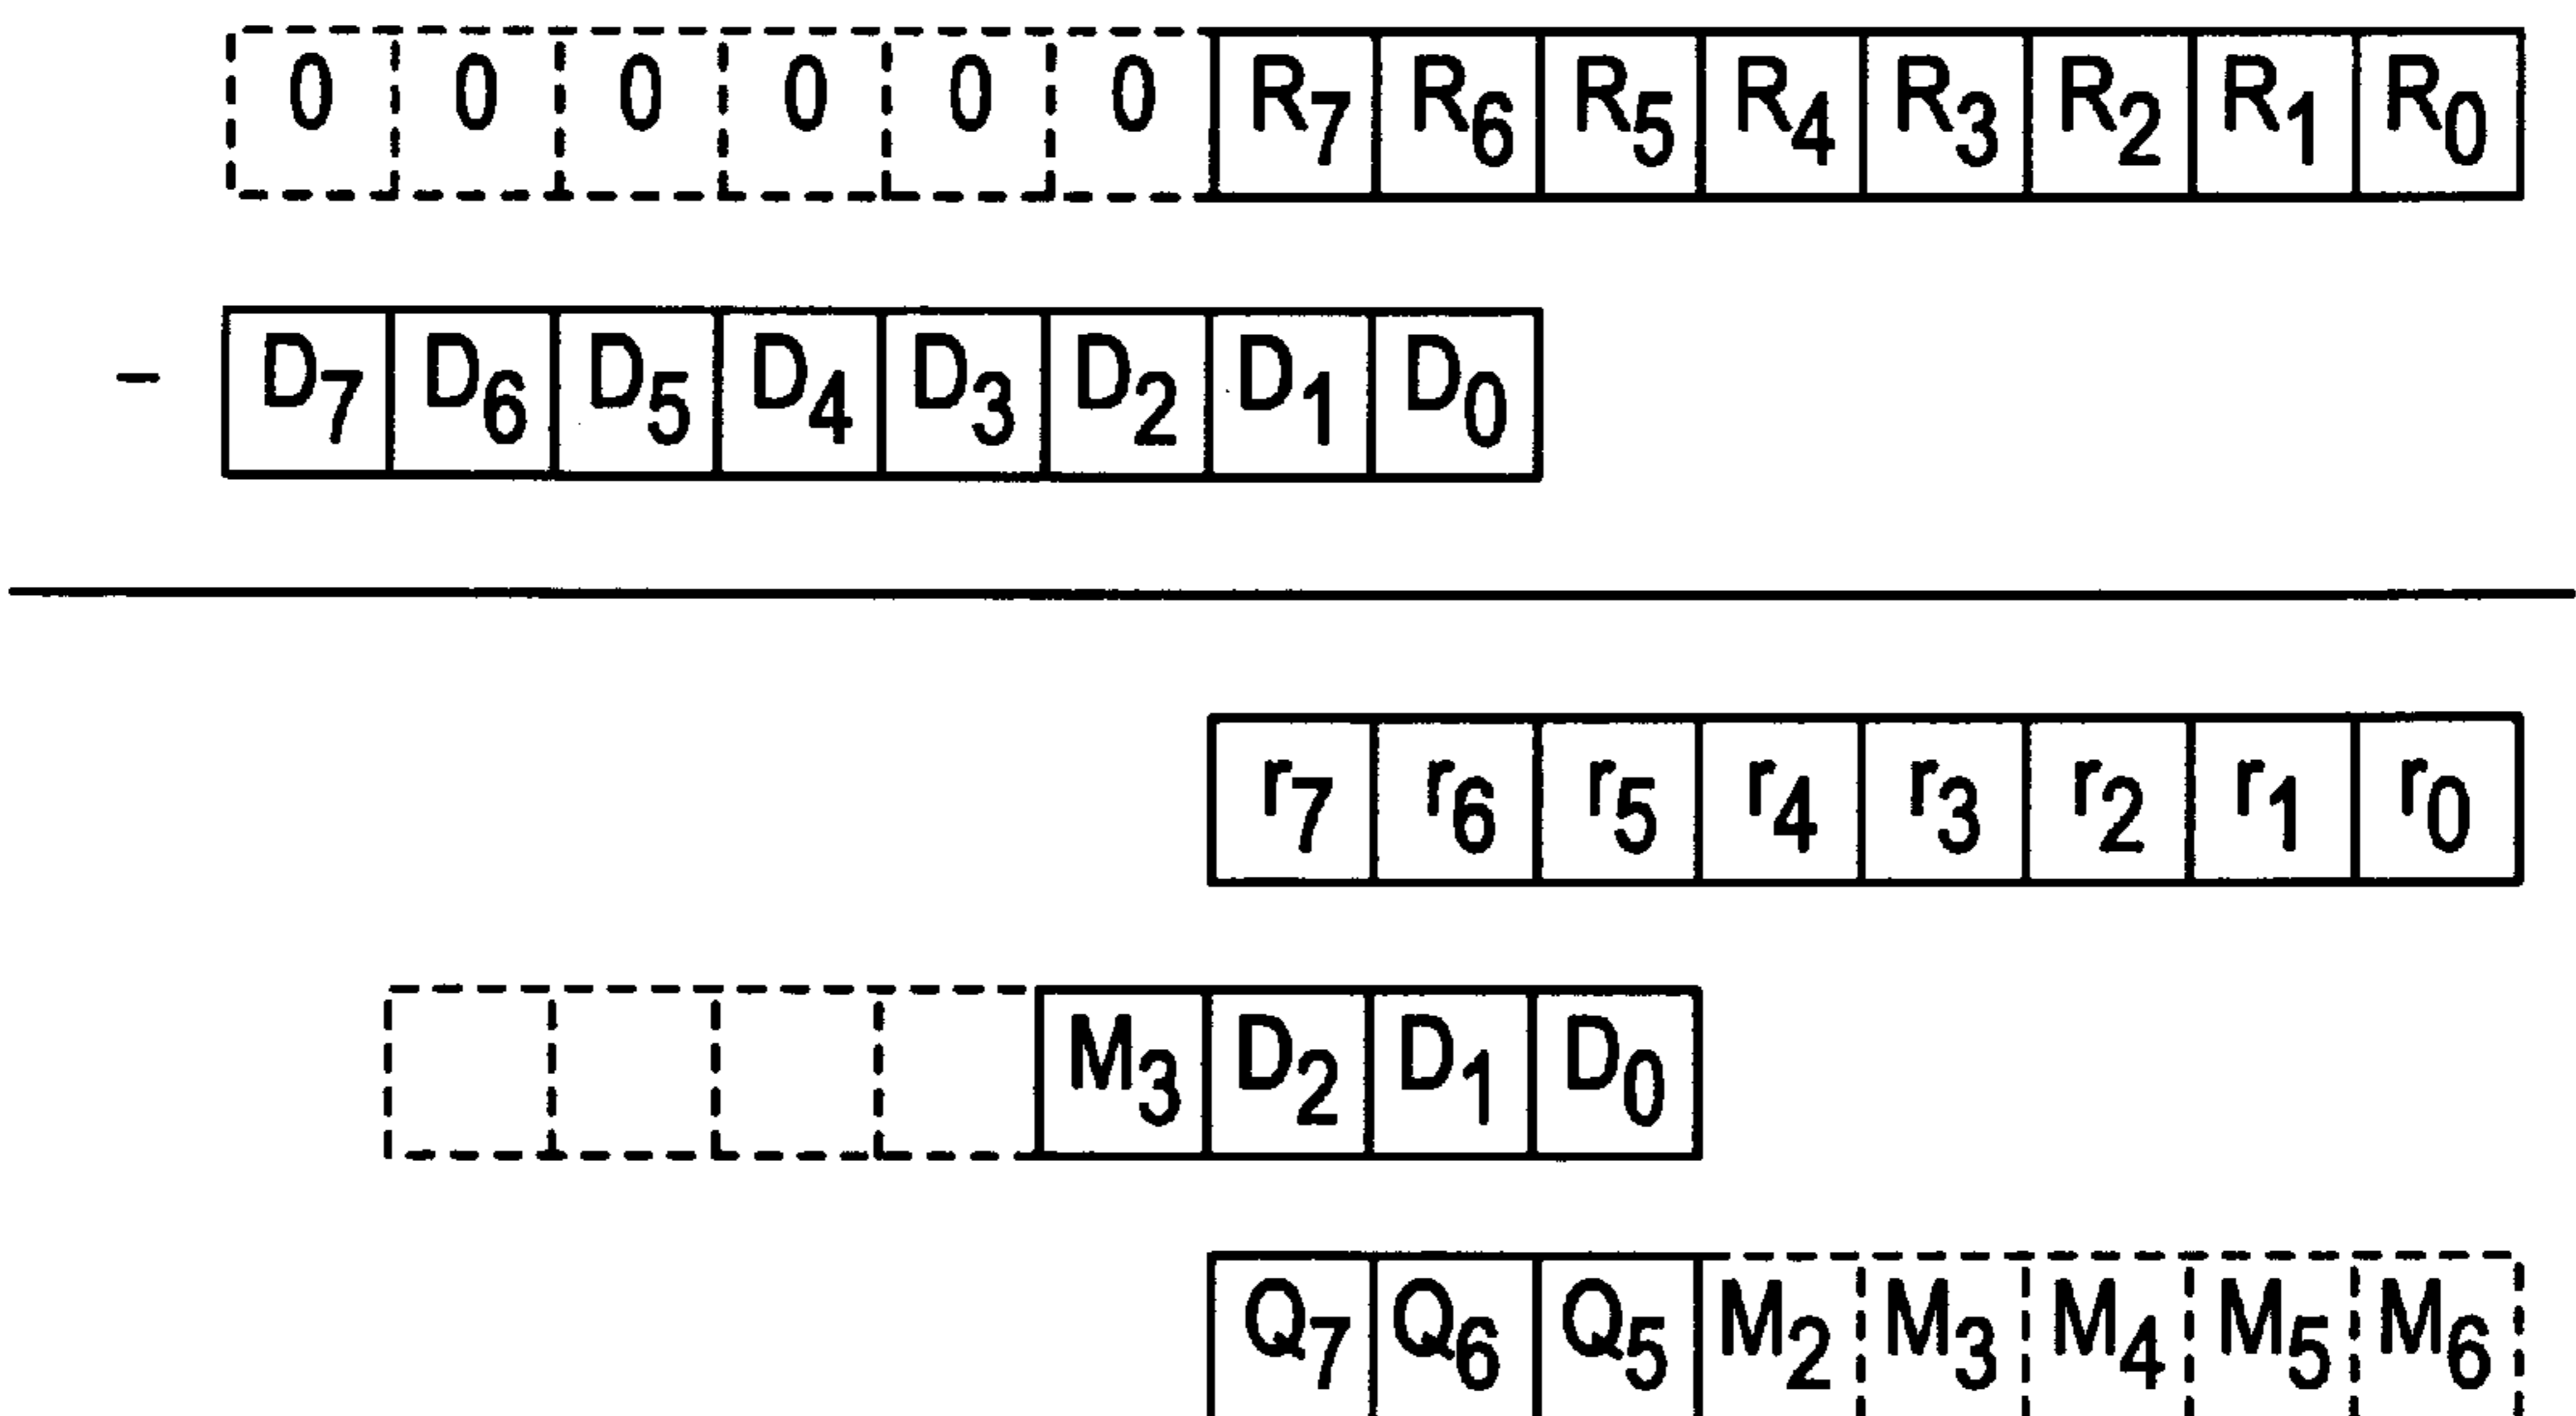 0 0 0 0 0 0 R₇ R₆ R₅ R₄ R₃ R₂ R₁ R₀
- D₇ D₆ D₅ D₄ D₃ D₂ D₁ D₀
r₇ r₆ r₅ r₄ r₃ r₂ r₁ r₀
M₃ D₂ D₁ D₀
Q₇ Q₆ Q₅ M₂ M₃ M₄ M₅ M₆